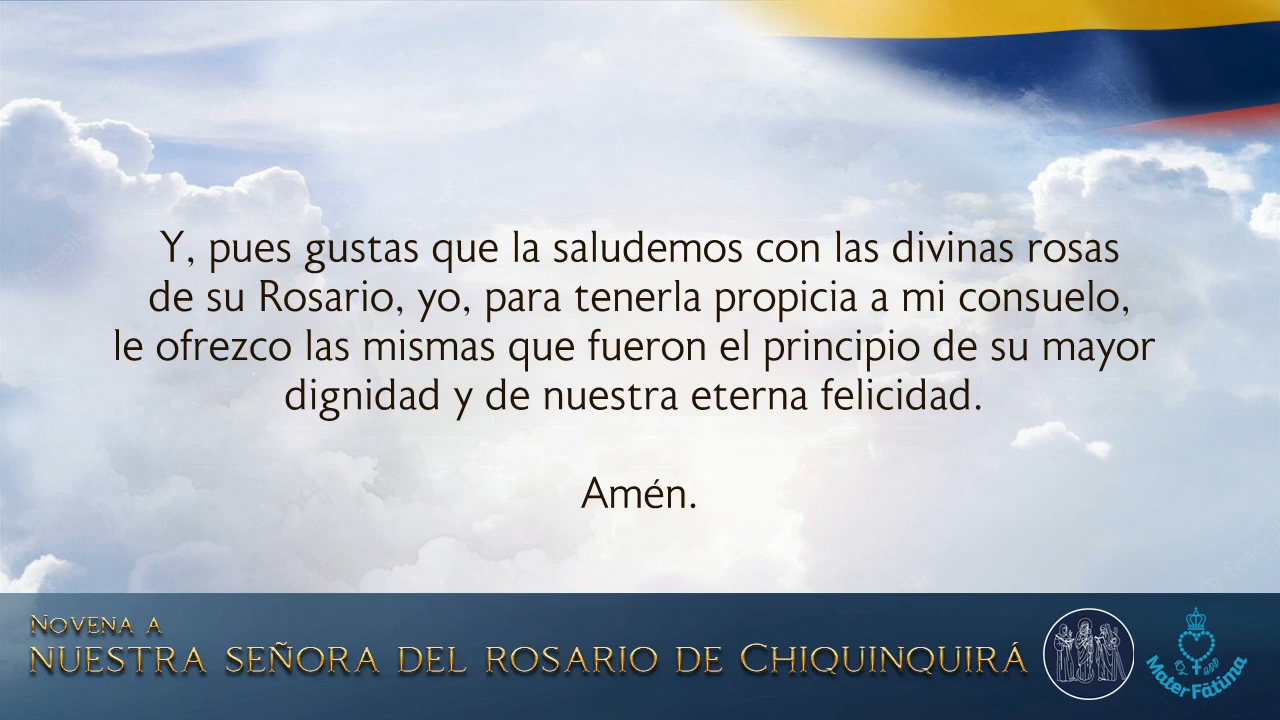 Y, pues gustas que la saludemos con las divinas rosas
de su Rosario, yo, para tenerla propicia a mi consuelo,
le ofrezco las mismas que fueron el principio de su mayor
dignidad y de nuestra eterna felicidad.
Amén.
Novena a
nuestra señora del rosario de Chiquinquirá
Mater Fátima